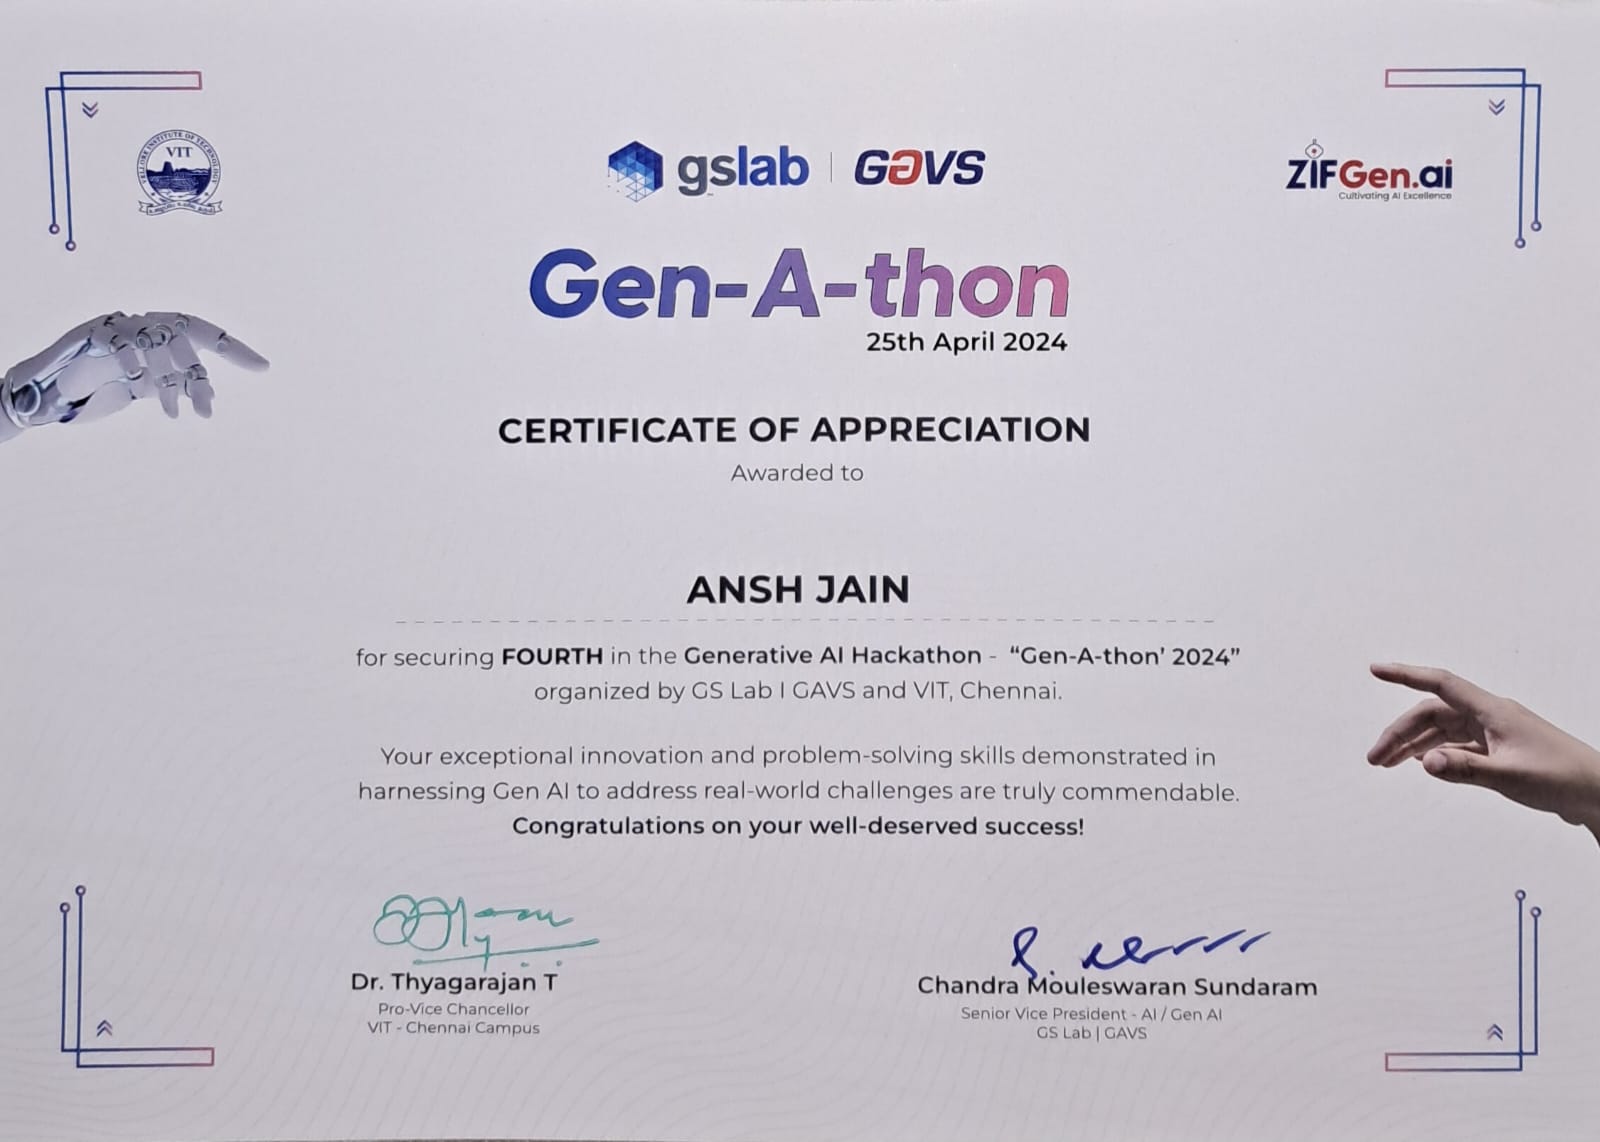 VELLORE INSTITUTE OF TECHNOLOGY
VIT
gslab | GAVS
ZIFGen.ai
Cultivating AI Excellence
Gen-A-thon
25th April 2024
CERTIFICATE OF APPRECIATION
Awarded to
ANSH JAIN
for securing FOURTH in the Generative AI Hackathon - “Gen-A-thon’ 2024”
organized by GS Lab I GAVS and VIT, Chennai.
Your exceptional innovation and problem-solving skills demonstrated in
harnessing Gen AI to address real-world challenges are truly commendable.
Congratulations on your well-deserved success!
Dr. Thyagarajan T
Pro-Vice Chancellor
VIT - Chennai Campus
Chandra Mouleswaran Sundaram
Senior Vice President - AI / Gen AI
GS Lab | GAVS